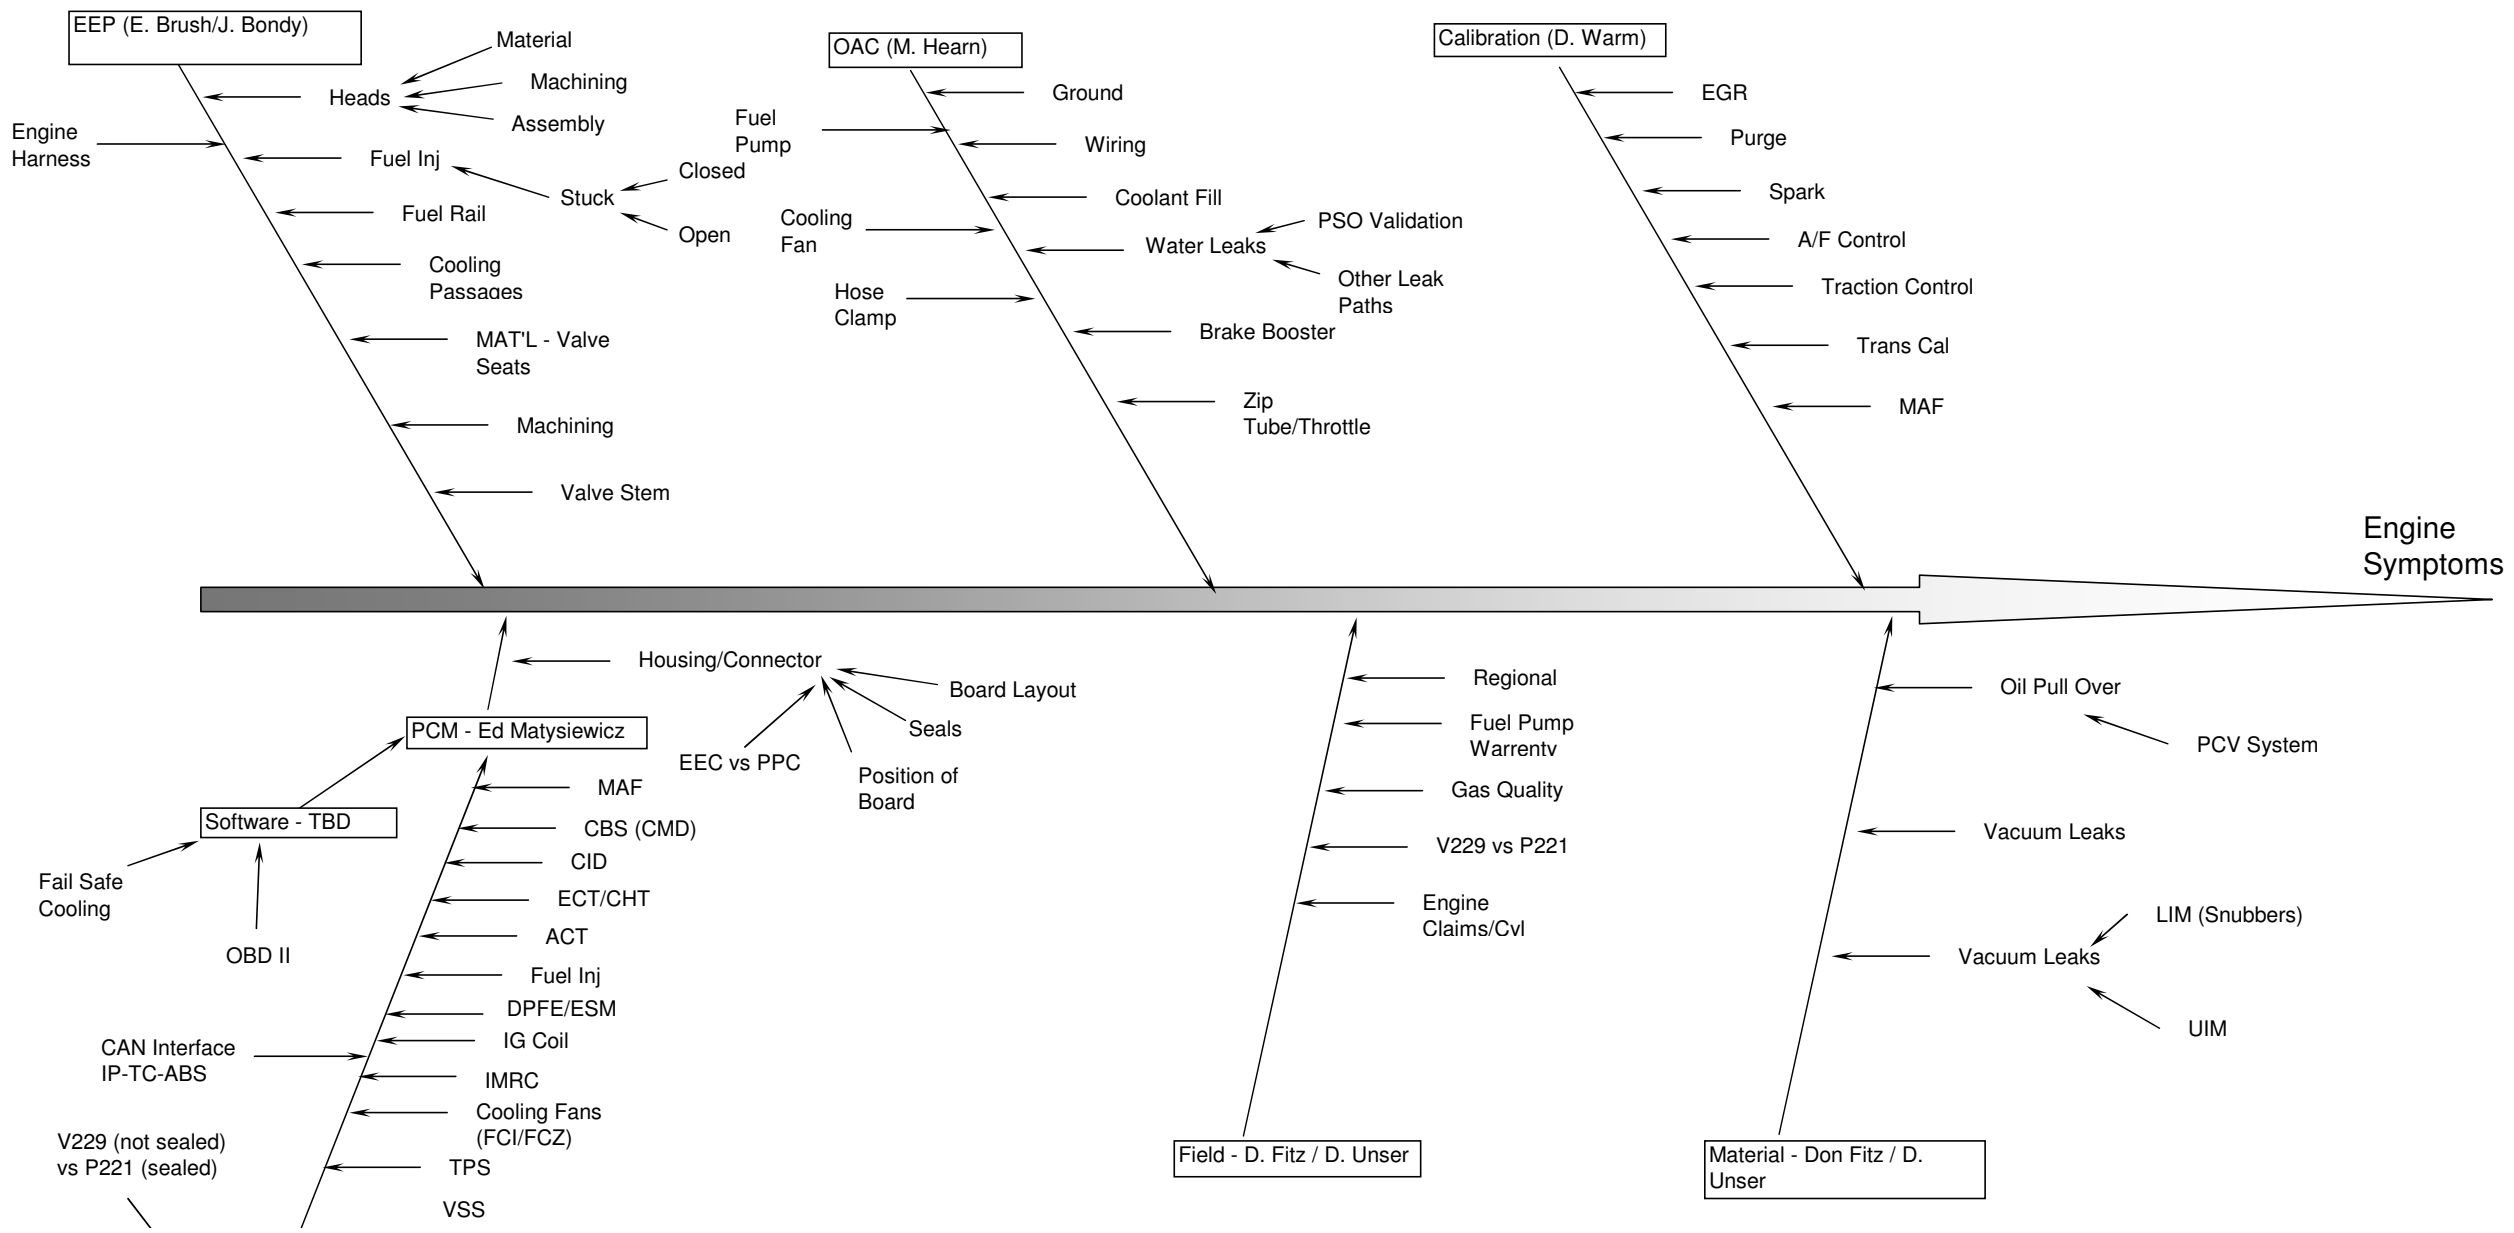 EEP (E. Brush/J. Bondy)
Material
Heads
Machining
Assembly
Engine
Harness
Fuel Inj
Closed
Stuck
Open
Fuel Rail
Cooling
Passages
MAT'L - Valve
Seats
Machining
Valve Stem
OAC (M. Hearn)
Ground
Fuel
Pump
Wiring
Coolant Fill
Cooling
Fan
PSO Validation
Water Leaks
Other Leak
Paths
Hose
Clamp
Brake Booster
Zip
Tube/Throttle
Calibration (D. Warm)
EGR
Purge
Spark
A/F Control
Traction Control
Trans Cal
MAF
Engine
Symptoms
Housing/Connector
Board Layout
Seals
EEC vs PPC
Position of
Board
PCM - Ed Matysiewicz
Software - TBD
Fail Safe
Cooling
OBD II
MAF
CBS (CMD)
CID
ECT/CHT
ACT
Fuel Inj
DPFE/ESM
IG Coil
CAN Interface
IP-TC-ABS
IMRC
Cooling Fans
(FCI/FCZ)
V229 (not sealed)
vs P221 (sealed)
TPS
VSS
Regional
Fuel Pump
Warrenty
Gas Quality
V229 vs P221
Engine
Claims/Cyl
Field - D. Fitz / D. Unser
Oil Pull Over
PCV System
Vacuum Leaks
LIM (Snubbers)
Vacuum Leaks
UIM
Material - Don Fitz / D.
Unser